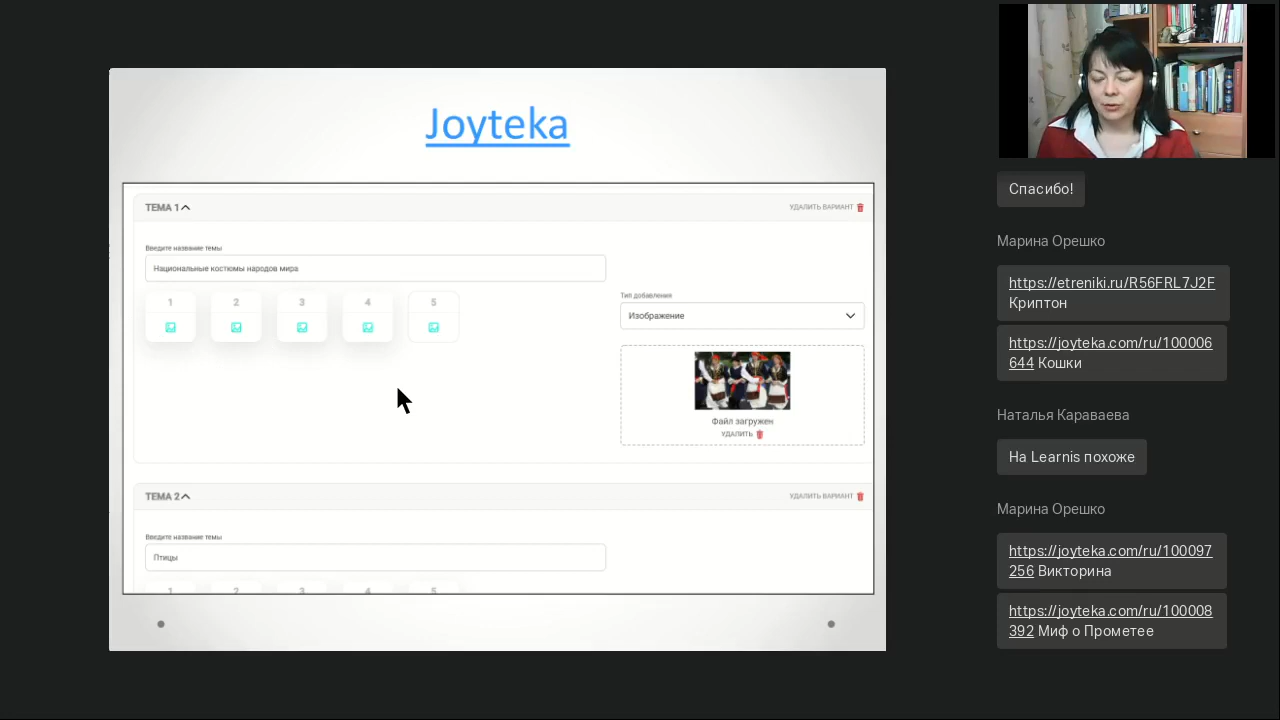 Joyteka
ТЕМА 1
УДАЛИТЬ ВАРИАНТ
Введите название темы
Национальные костюмы народов мира
1 2 3 4 5
Тип добавления
Изображение
Файл загружен
УДАЛИТЬ
ТЕМА 2
УДАЛИТЬ ВАРИАНТ
Введите название темы
Птицы
1 2 3 4 5
Спасибо!
Марина Орешко
https://etreniki.ru/R56FRL7J2F
Криптон
https://joyteka.com/ru/100006
644 Кошки
Наталья Караваева
На Learnis похоже
Марина Орешко
https://joyteka.com/ru/100097
256 Викторина
https://joyteka.com/ru/100008
392 Миф о Прометее